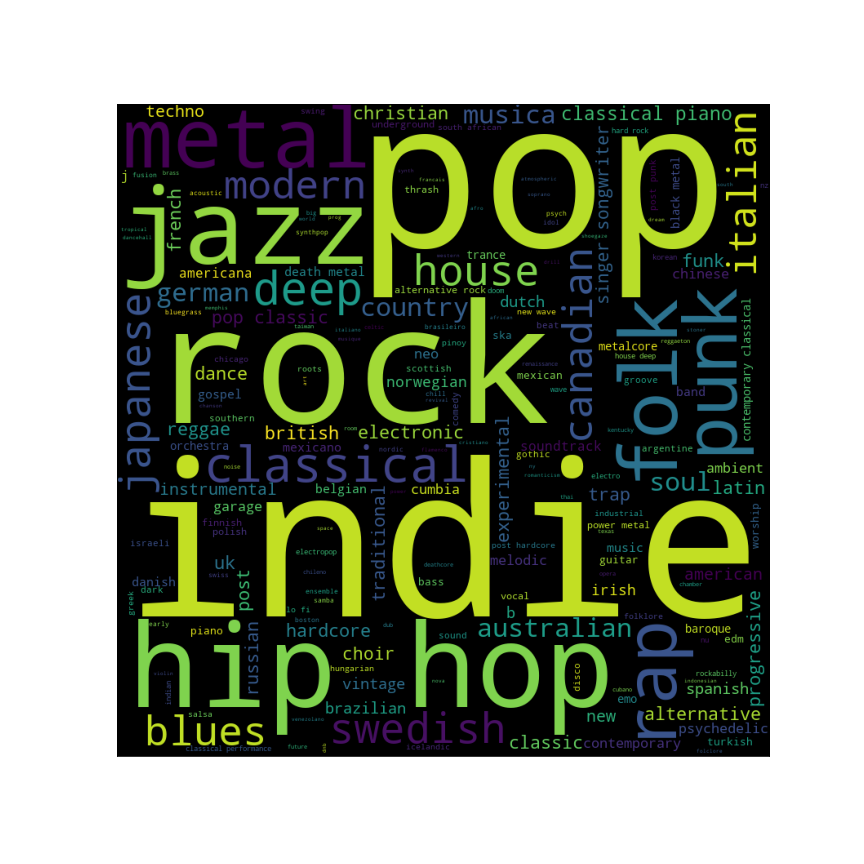 techno
swing
christian
musica
classical piano
metal
underground
south african
pop
hard rock
italian
jazz
fusion
brass
modern
acoustic
french
thrash
psych
idol
singer songwriter
post punk
black metal
big
world
prog
synthpop
tropical
dancehall
afro
soprano
atmospheric
dream
shoegaze
korean
nz
americana
death metal
trance
house
funk
chinese
german
deep
alternative rock
doom
dutch
country
new wave
african
japanese
bluegrass
memphis
pop classic
taiwan
italiano
brasileiro
beat
canadian
folk
punk
reggaeton
contemporary classical
rock
chicago
neo
pinoy
ska
metalcore
house deep
dance
roots
scottish
norwegian
mexican
renaissance
wave
groove
band
gospel
chill
revival
comedy
southern
reggae
british
room
electronic
kentucky
orchestra
mexicano
nordic
cristiano
soundtrack
argentine
classical
noise
experimental
gothic
ny
romanticism
electro
ambient
instrumental
belgian
cumbia
thai
trap
soul
latin
garage
traditional
industrial
finnish
polish
space
indie
power metal
texas
worship
israeli
electropop
post hardcore
music
guitar
uk
swiss
chileno
deathcore
melodic
chamber
american
danish
dark
post
ensemble
samba
bass
vocal
irish
greek
early
lo fi
boston
b
folklore
piano
russian
hardcore
dub
sound
australian
baroque
edm
progressive
hip hop
choir
hungarian
disco
rap
rockabilly
indonesian
indian
vintage
cubano
emo
spanish
salsa
brazilian
venezolano
new
alternative
blues
swedish
psychedelic
classical performance
future
icelandic
classic
contemporary
turkish